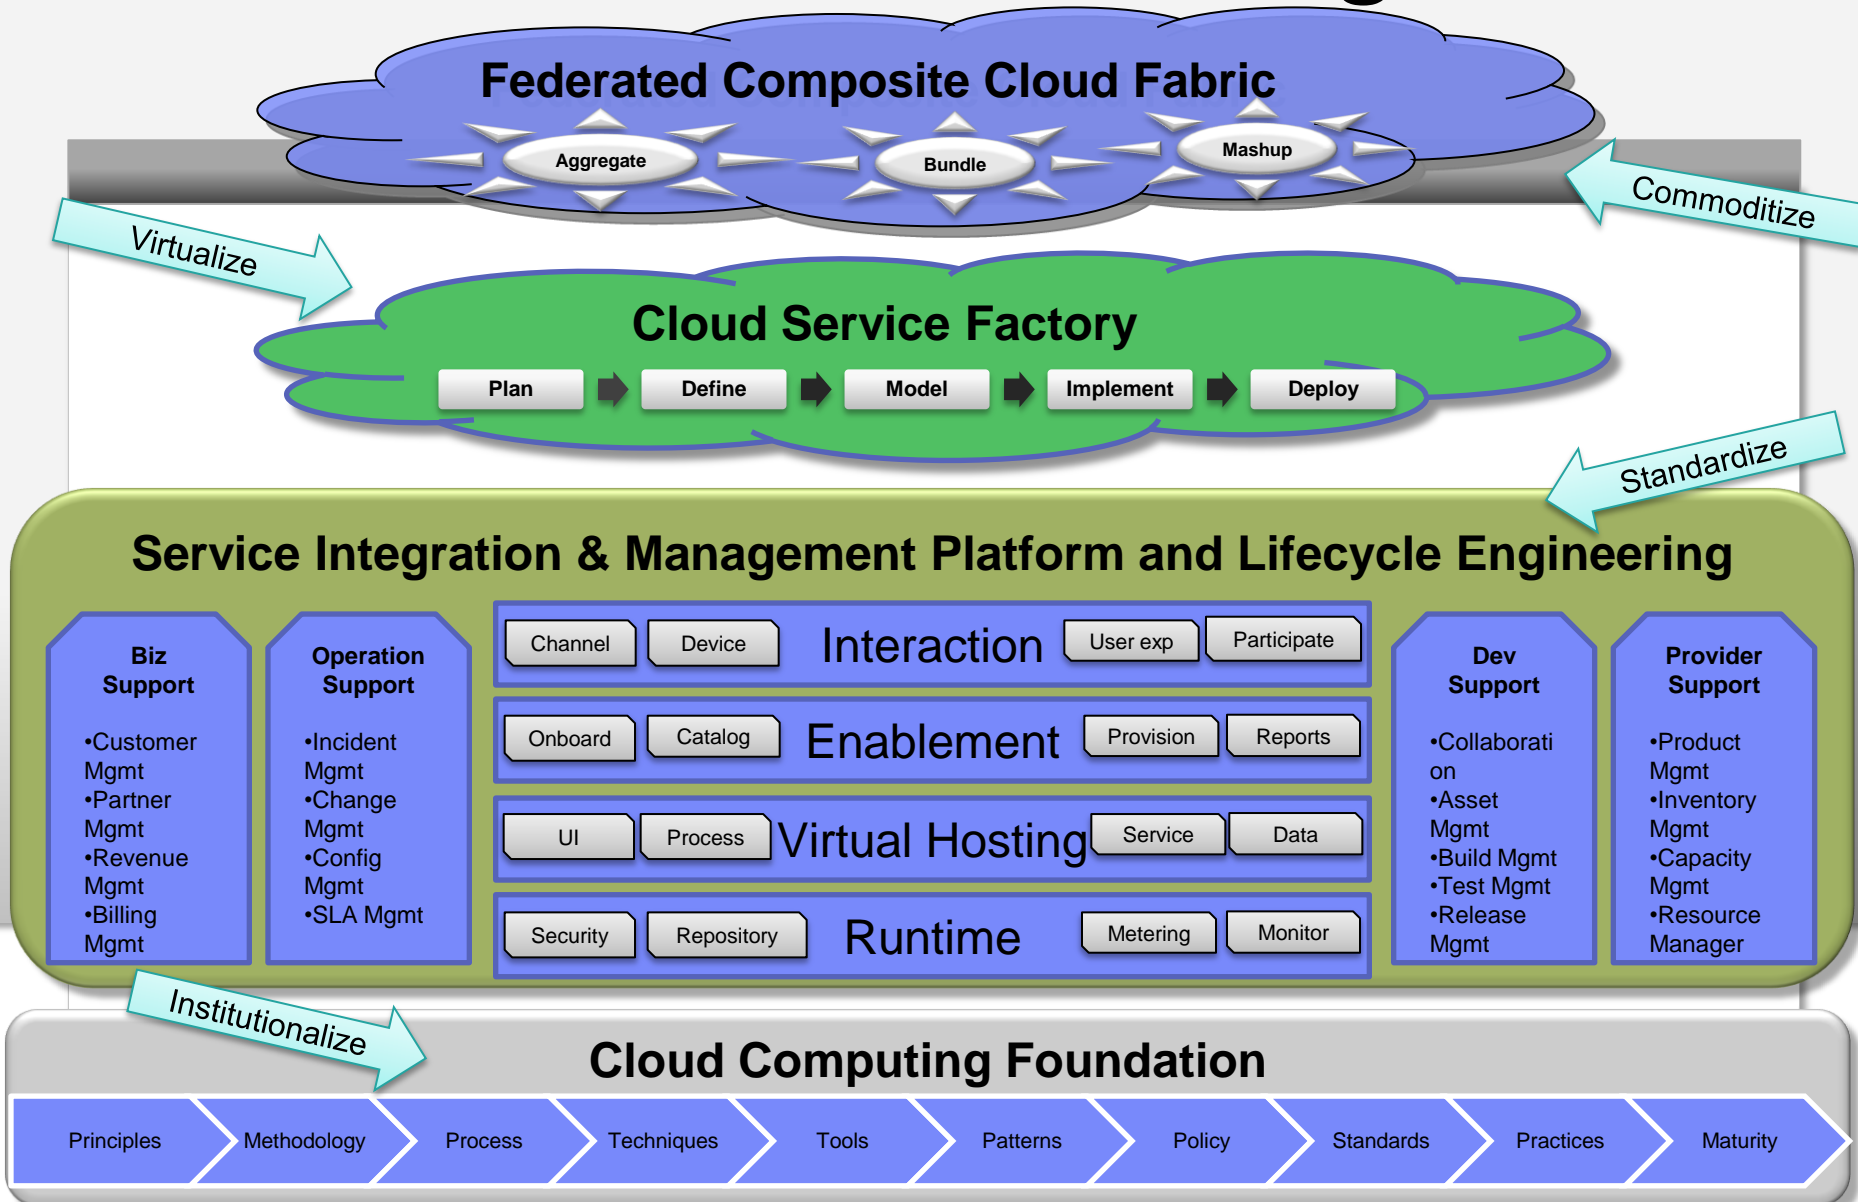 Federated Composite Cloud Fabric
Aggregate
Bundle
Mashup
Commoditize
Virtualize
Cloud Service Factory
Plan
Define
Model
Implement
Deploy
Standardize
Service Integration & Management Platform and Lifecycle Engineering
Biz
Support
•Customer
Mgmt
•Partner
Mgmt
•Revenue
Mgmt
•Billing
Mgmt
Operation
Support
•Incident
Mgmt
•Change
Mgmt
•Config
Mgmt
•SLA Mgmt
Channel
Device
Interaction
User exp
Participate
Onboard
Catalog
Enablement
Provision
Reports
UI
Process
Virtual Hosting
Service
Data
Security
Repository
Runtime
Metering
Monitor
Dev
Support
•Collaborati
on
•Asset
Mgmt
•Build Mgmt
•Test Mgmt
•Release
Mgmt
Provider
Support
•Product
Mgmt
•Inventory
Mgmt
•Capacity
Mgmt
•Resource
Manager
Institutionalize
Cloud Computing Foundation
Principles
Methodology
Process
Techniques
Tools
Patterns
Policy
Standards
Practices
Maturity